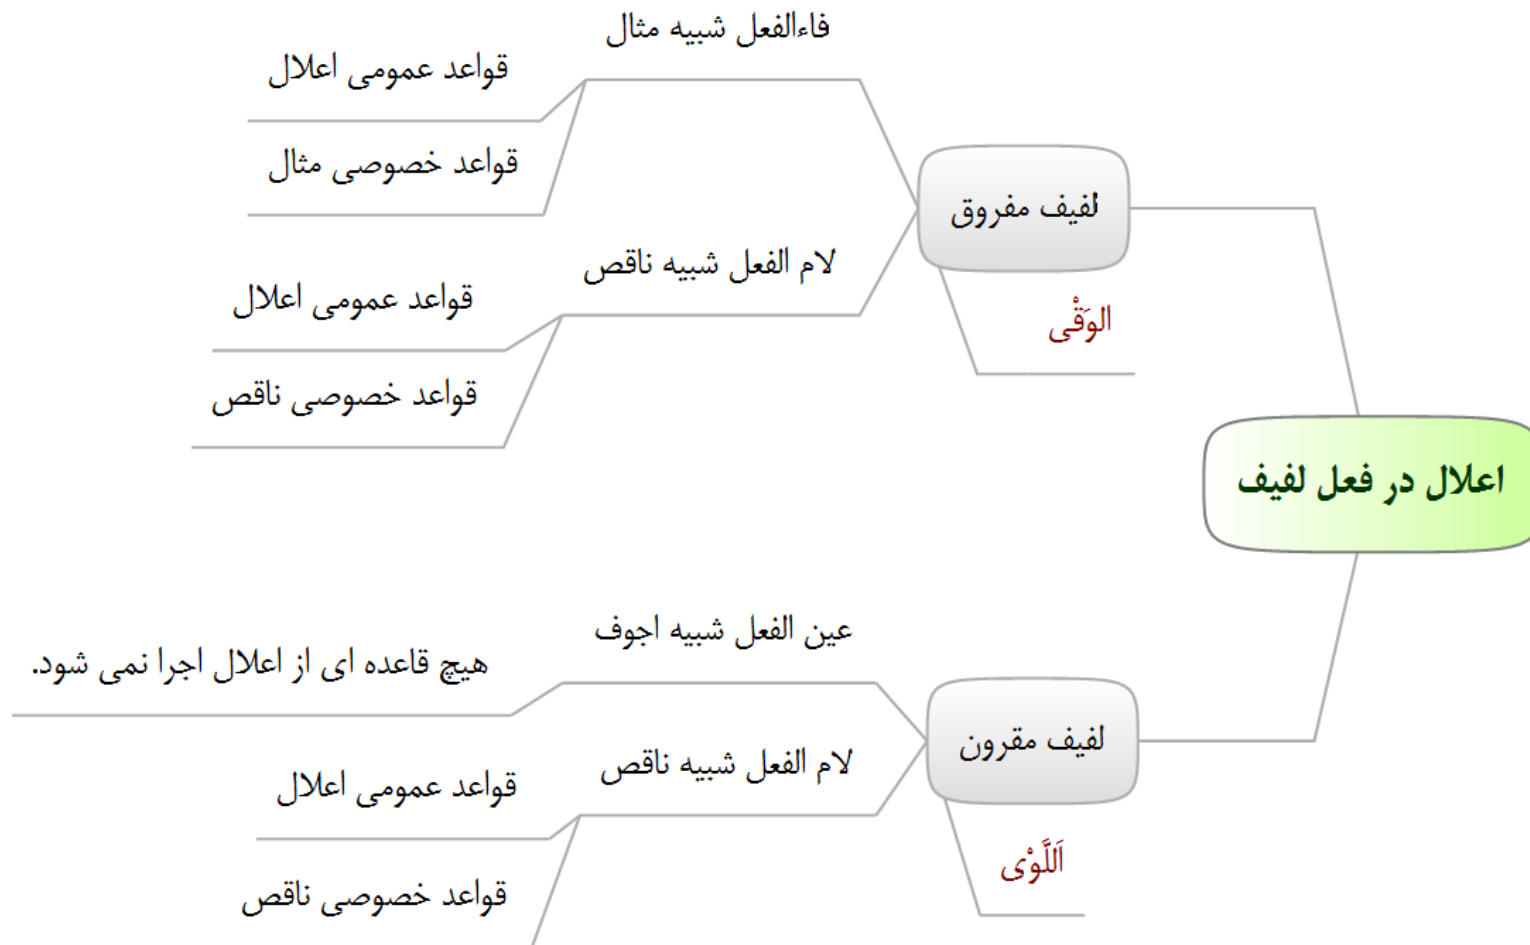 اعلال در فعل لفیف
لفیف مفروق
فاءالفعل شبیه مثال
قواعد عمومی اعلال
قواعد خصوصی مثال
لام الفعل شبیه ناقص
قواعد عمومی اعلال
قواعد خصوصی ناقص
الوَقْی
لفیف مقرون
عین الفعل شبیه اجوف
هیچ قاعده ای از اعلال اجرا نمی شود.
لام الفعل شبیه ناقص
قواعد عمومی اعلال
قواعد خصوصی ناقص
اَللَّوْی